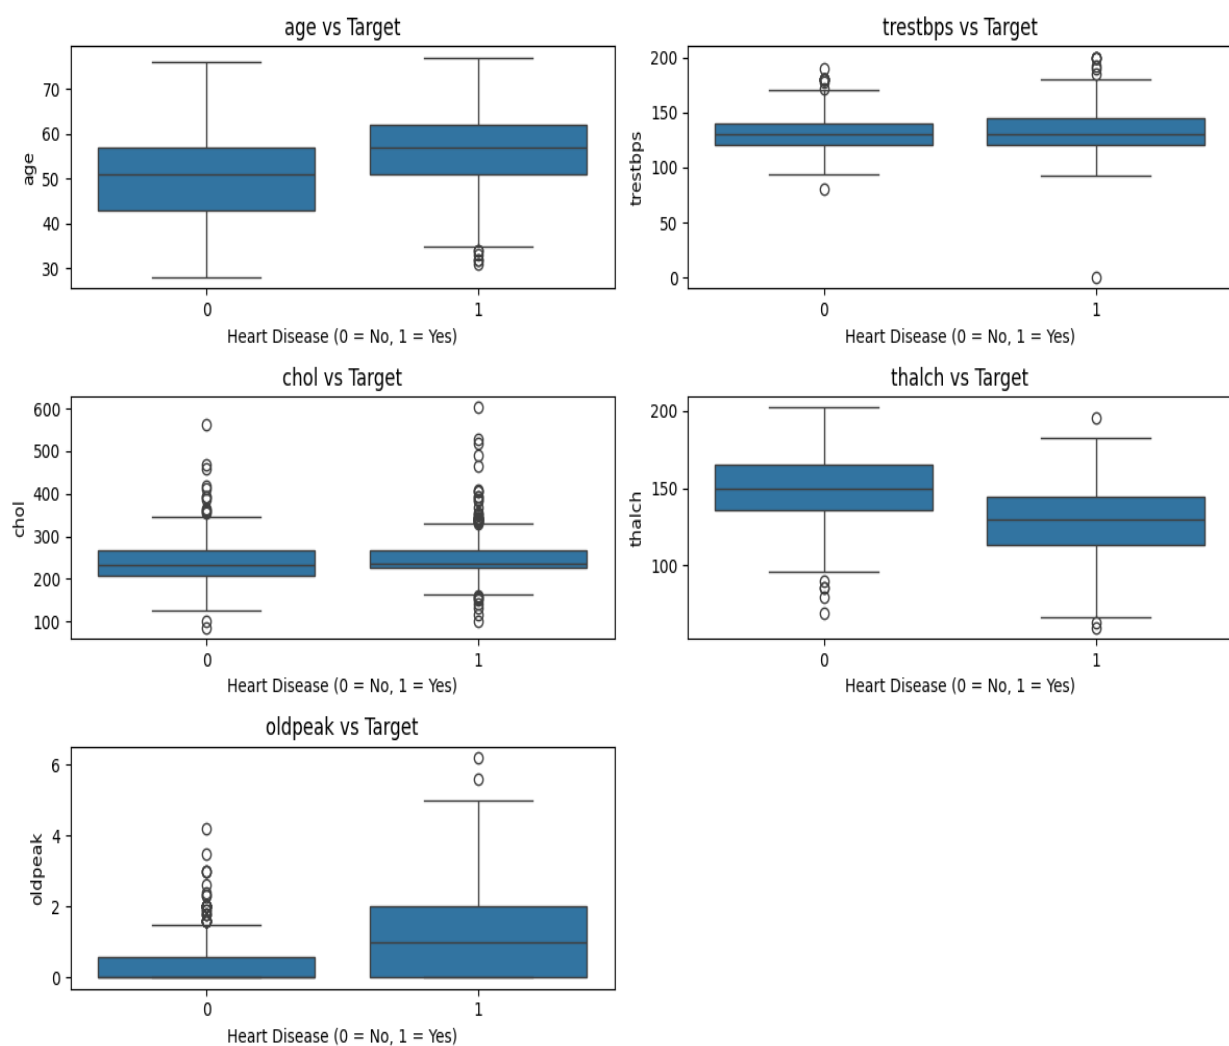 age vs Target
age
70
60
50
40
30
0
1
Heart Disease (0 = No, 1 = Yes)
trestbps vs Target
trestbps
200
150
100
50
0
0
1
Heart Disease (0 = No, 1 = Yes)
chol vs Target
chol
600
500
400
300
200
100
0
1
Heart Disease (0 = No, 1 = Yes)
thalch vs Target
thalch
200
150
100
0
1
Heart Disease (0 = No, 1 = Yes)
oldpeak vs Target
oldpeak
6
4
2
0
0
1
Heart Disease (0 = No, 1 = Yes)